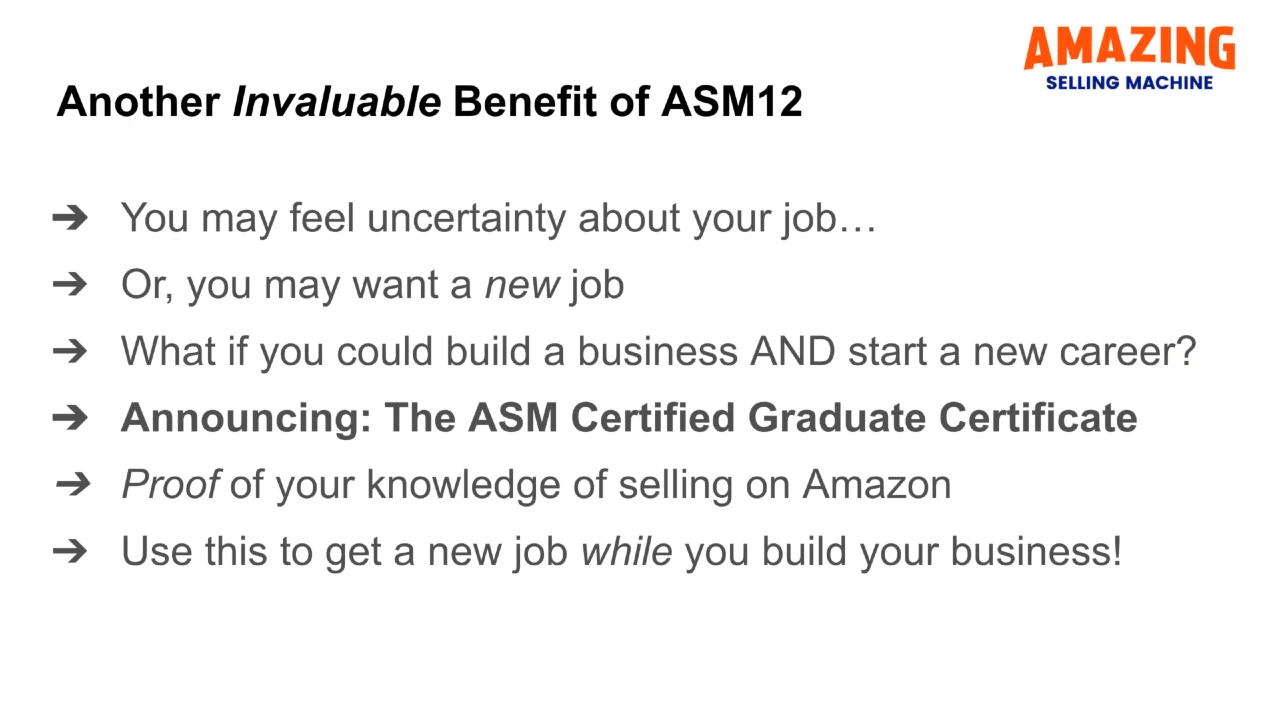 AMAZING
SELLING MACHINE
Another Invaluable Benefit of ASM12
➔ You may feel uncertainty about your job…
➔ Or, you may want a new job
➔ What if you could build a business AND start a new career?
➔ Announcing: The ASM Certified Graduate Certificate
➔ Proof of your knowledge of selling on Amazon
➔ Use this to get a new job while you build your business!